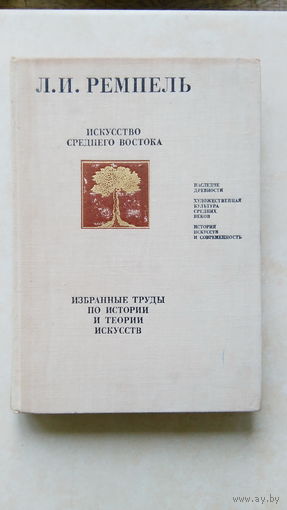 Л.И. РЕМПЕЛЬ
ИСКУССТВО
СРЕДНЕГО ВОСТОКА
НАСЛЕДИЕ
ДРЕВНОСТИ
ХУДОЖЕСТВЕННАЯ
КУЛЬТУРА
СРЕДНИХ
ВЕКОВ
ИСТОРИЯ
ИСКУССТВ
И СОВРЕМЕННОСТЬ
ИЗБРАННЫЕ ТРУДЫ
ПО ИСТОРИИ
И ТЕОРИИ
ИСКУССТВ
www.ay.by